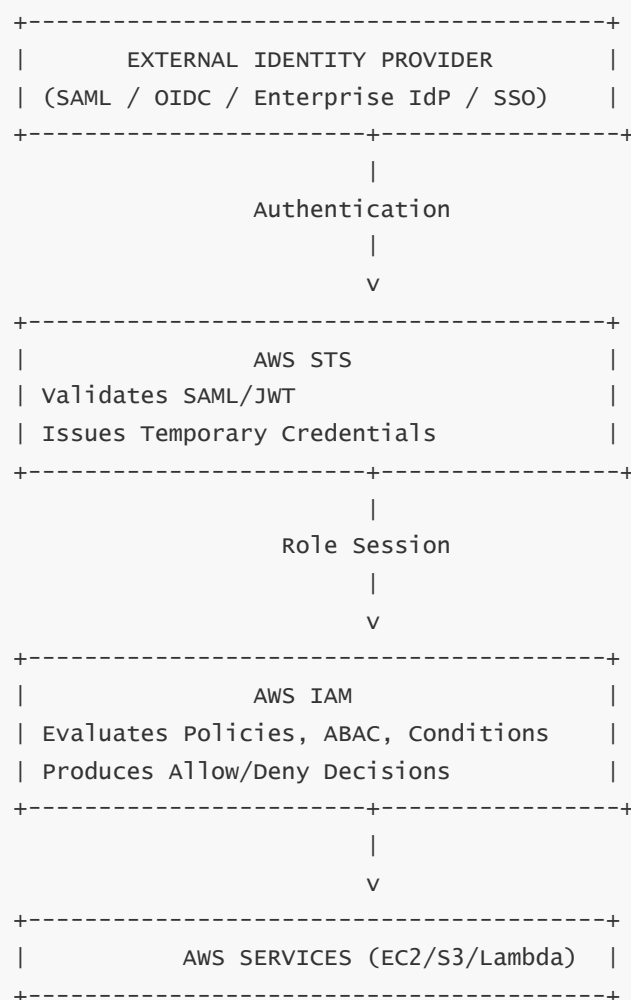 +-----------------------------------------+
|       EXTERNAL IDENTITY PROVIDER        |
| (SAML / OIDC / Enterprise IdP / SSO)    |
+------------------------+-----------------+
                         |
                 Authentication
                         |
                         v
+-----------------------------------------+
|                AWS STS                  |
| Validates SAML/JWT                      |
| Issues Temporary Credentials            |
+------------------------+-----------------+
                         |
                   Role Session
                         |
                         v
+-----------------------------------------+
|                AWS IAM                  |
| Evaluates Policies, ABAC, Conditions    |
| Produces Allow/Deny Decisions           |
+------------------------+-----------------+
                         |
                         v
+-----------------------------------------+
|           AWS SERVICES (EC2/S3/Lambda)  |
+-----------------------------------------+